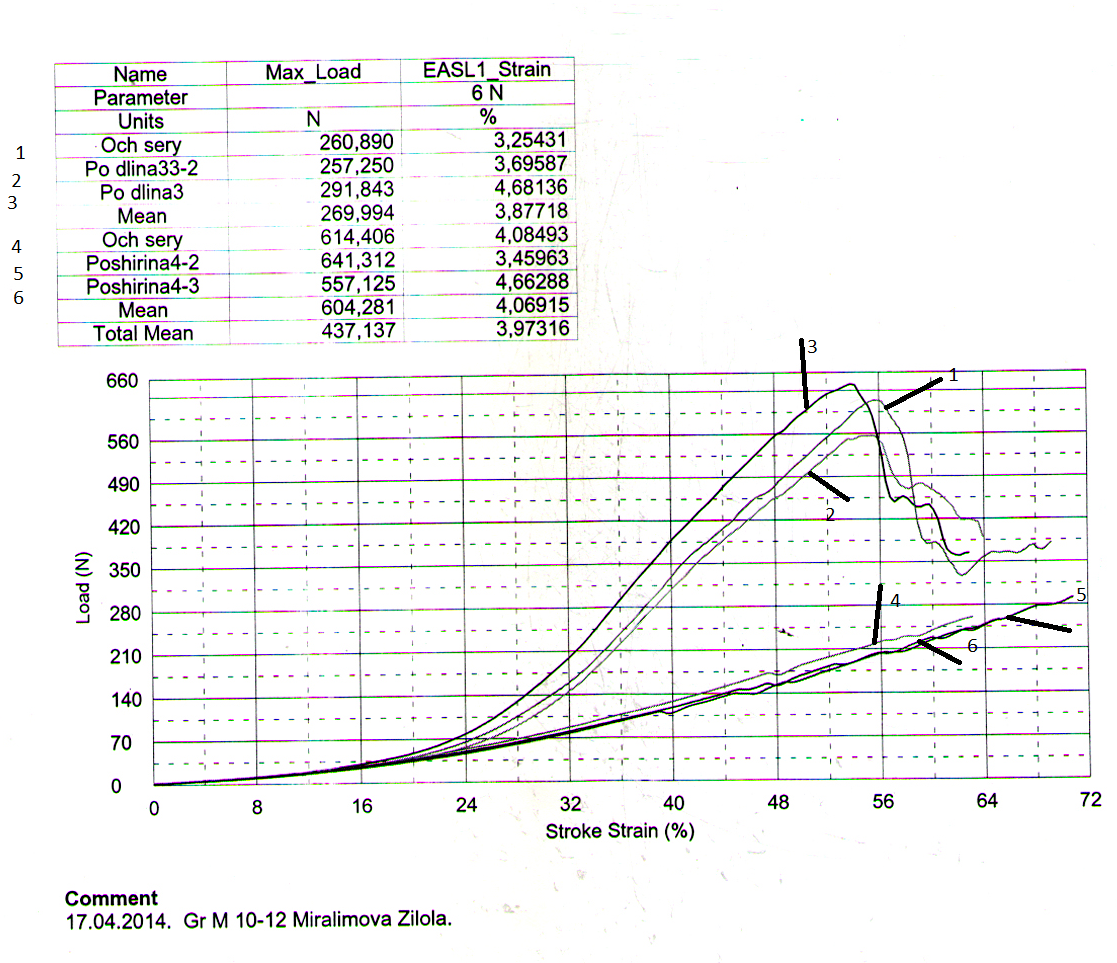 Name Max_Load EASL1_Strain
Parameter 6 N
Units N %
1 Och sery 260,890 3,25431
2 Po dlina33-2 257,250 3,69587
3 Po dlina3 291,843 4,68136
Mean 269,994 3,87718
4 Och sery 614,406 4,08493
5 Poshirina4-2 641,312 3,45963
6 Poshirina4-3 557,125 4,66288
Mean 604,281 4,06915
Total Mean 437,137 3,97316
3
1
660
560
490
2
420
350
Load (N)
5
4
280
6
210
140
70
0
0 8 16 24 32 40 48 56 64 72
Stroke Strain (%)
Comment
17.04.2014. Gr M 10-12 Miralimova Zilola.